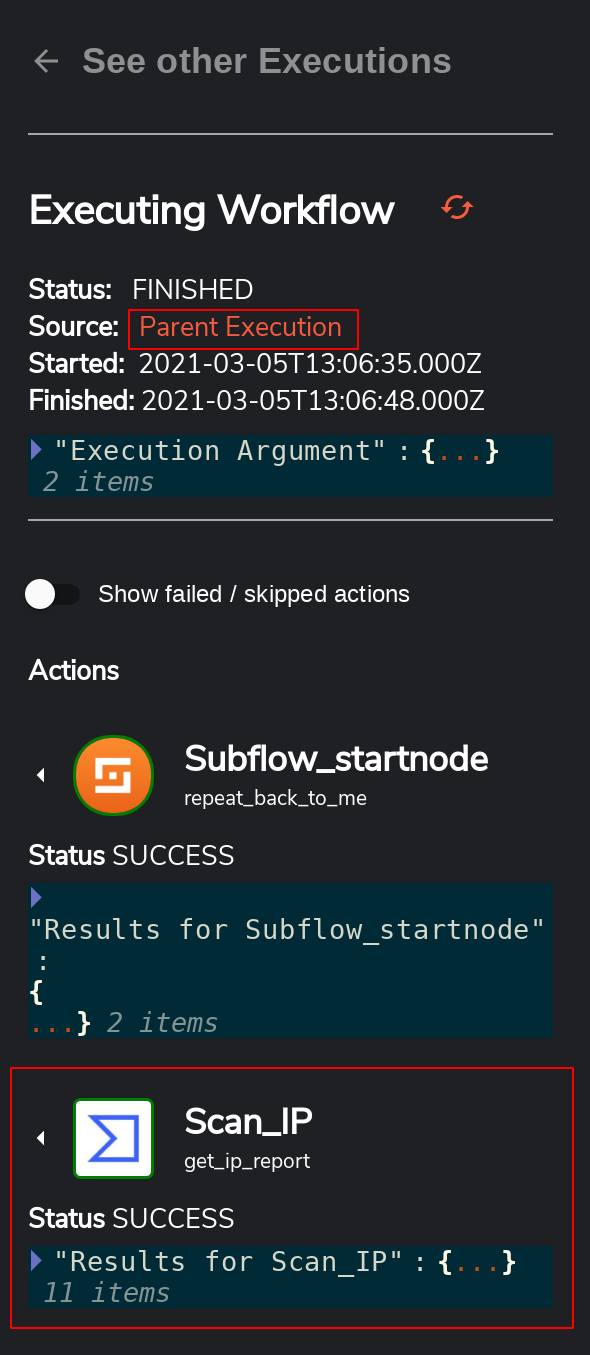 See other Executions
Executing Workflow
Status: FINISHED
Source: Parent Execution
Started: 2021-03-05T13:06:35.000Z
Finished: 2021-03-05T13:06:48.000Z
"Execution Argument" : {...}
2 items
Show failed / skipped actions
Actions
Subflow_startnode
repeat_back_to_me
Status SUCCESS
"Results for Subflow_startnode"
:
{
...} 2 items
Scan_IP
get_ip_report
Status SUCCESS
"Results for Scan_IP" : {...}
11 items